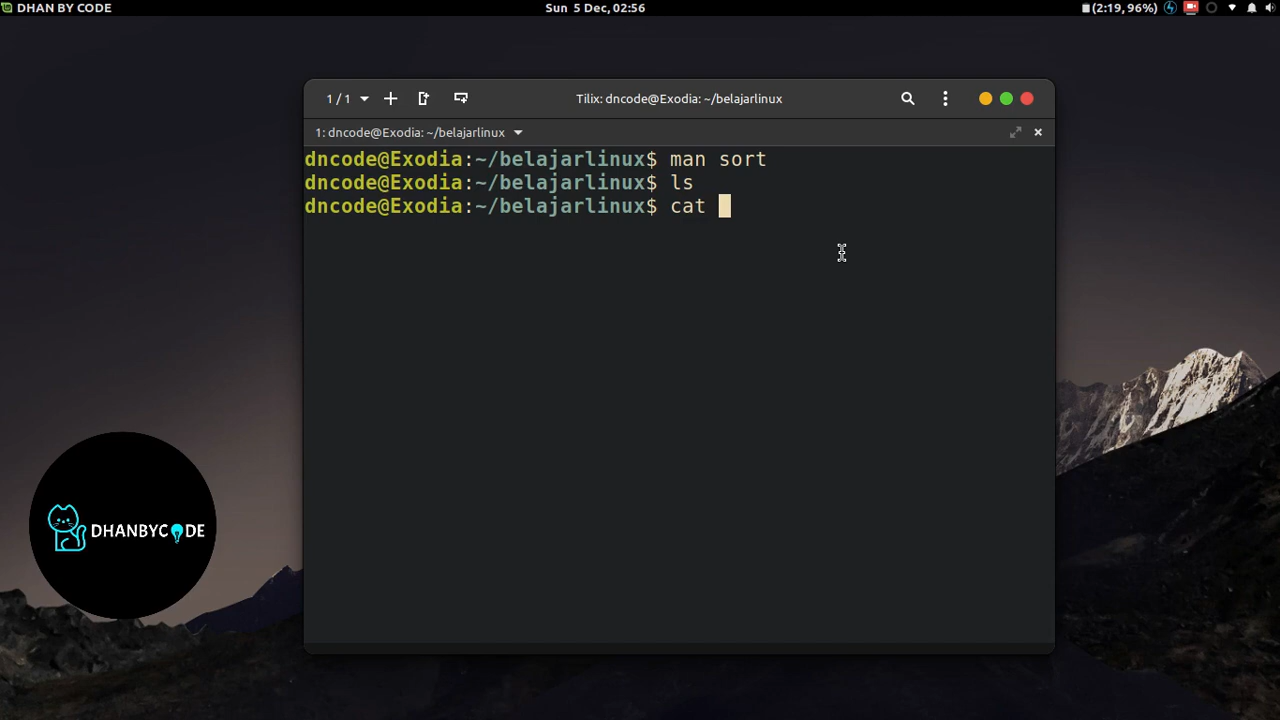 DHAN BY CODE
Sun 5 Dec, 02:56
(2:19, 96%)
1 / 1
Tilix: dncode@Exodia: ~/belajarlinux
1: dncode@Exodia: ~/belajarlinux
dncode@Exodia:~/belajarlinux$ man sort
dncode@Exodia:~/belajarlinux$ ls
dncode@Exodia:~/belajarlinux$ cat
DHANBYCODE